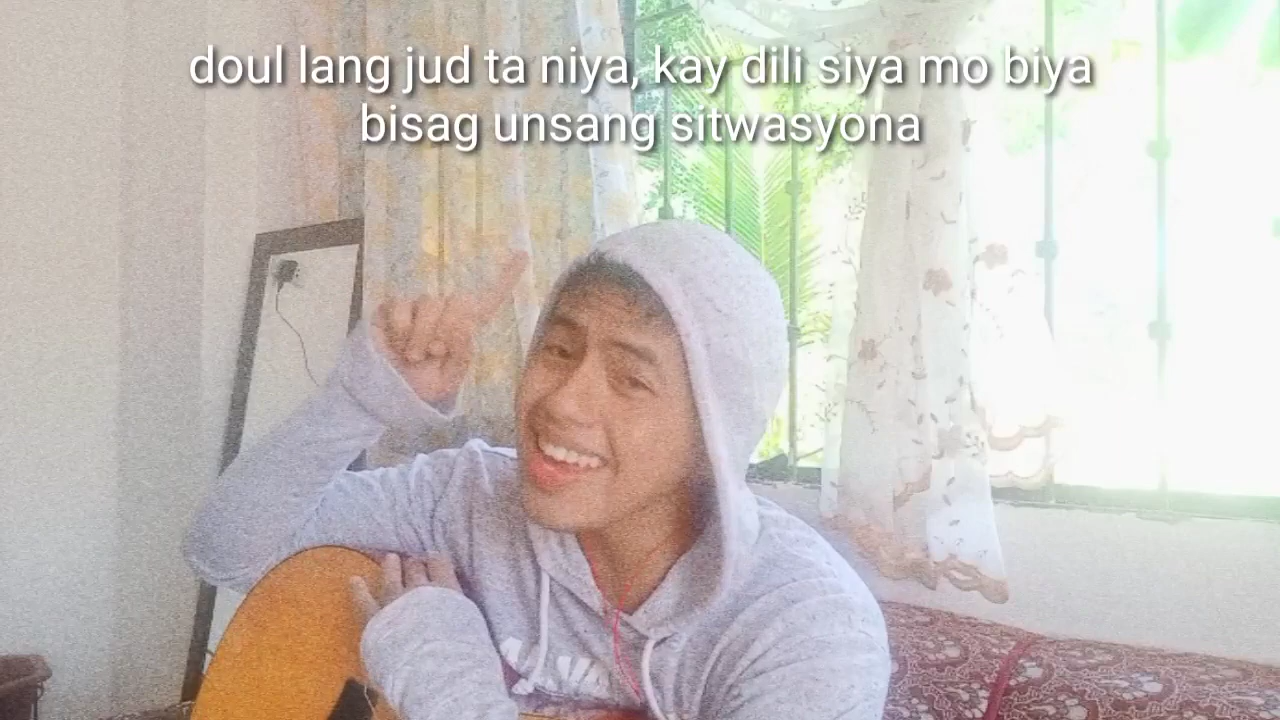 doul lang jud ta niya, kay dili siya mo biya
bisag unsang sitwasyona